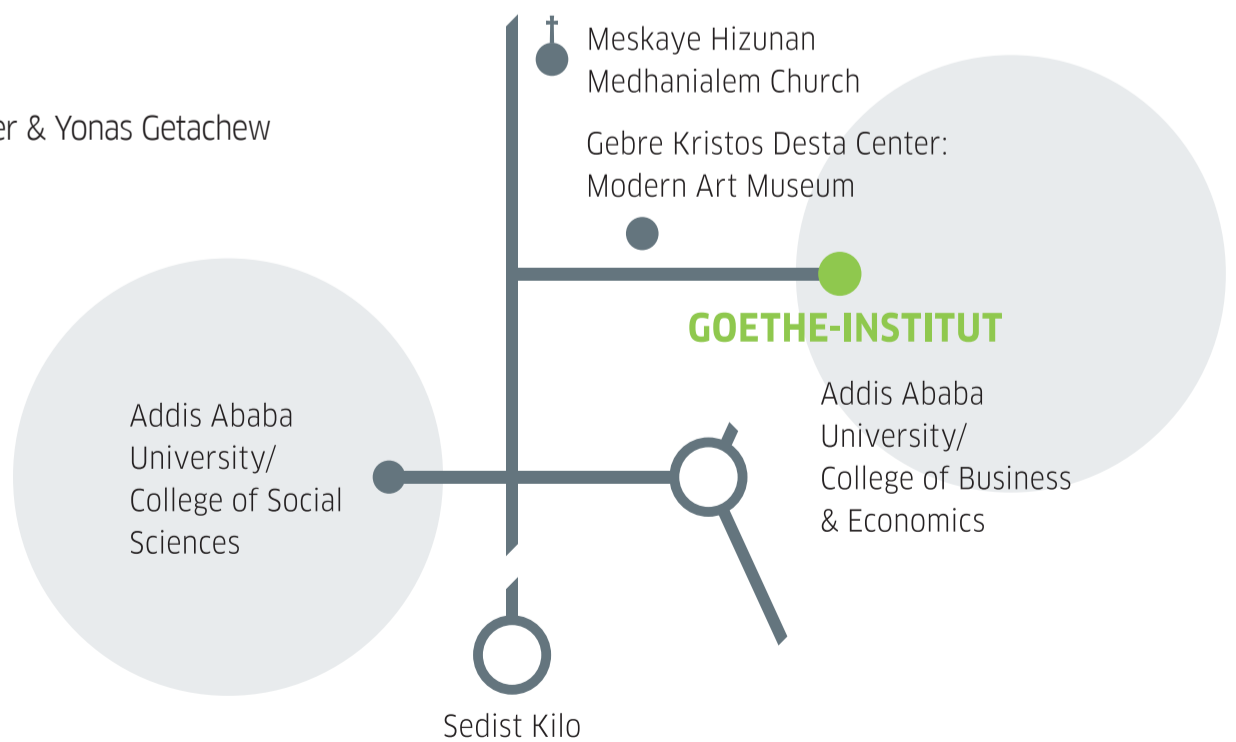 Meskaye Hizunan
Medhanialem Church
& Yonas Getachew
Gebre Kristos Desta Center:
Modern Art Museum
GOETHE-INSTITUT
Addis Ababa
University/
College of Social
Sciences
Addis Ababa
University/
College of Business
& Economics
Sedist Kilo